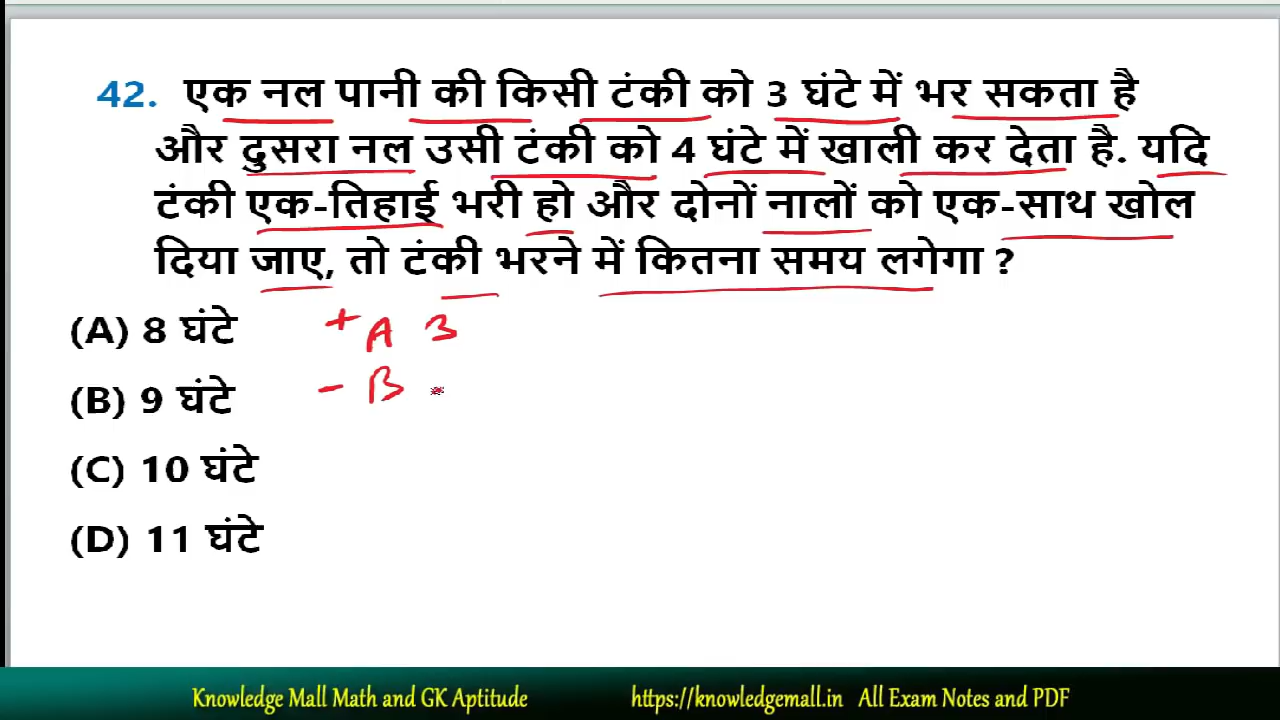 42. एक नल पानी की किसी टंकी को 3 घंटे में भर सकता है
और दुसरा नल उसी टंकी को 4 घंटे में खाली कर देता है. यदि
टंकी एक-तिहाई भरी हो और दोनों नालों को एक-साथ खोल
दिया जाए, तो टंकी भरने में कितना समय लगेगा ?
(A) 8 घंटे
+ A 3
(B) 9 घंटे
- B
(C) 10 घंटे
(D) 11 घंटे
Knowledge Mall Math and GK Aptitude
https://knowledgemall.in All Exam Notes and PDF